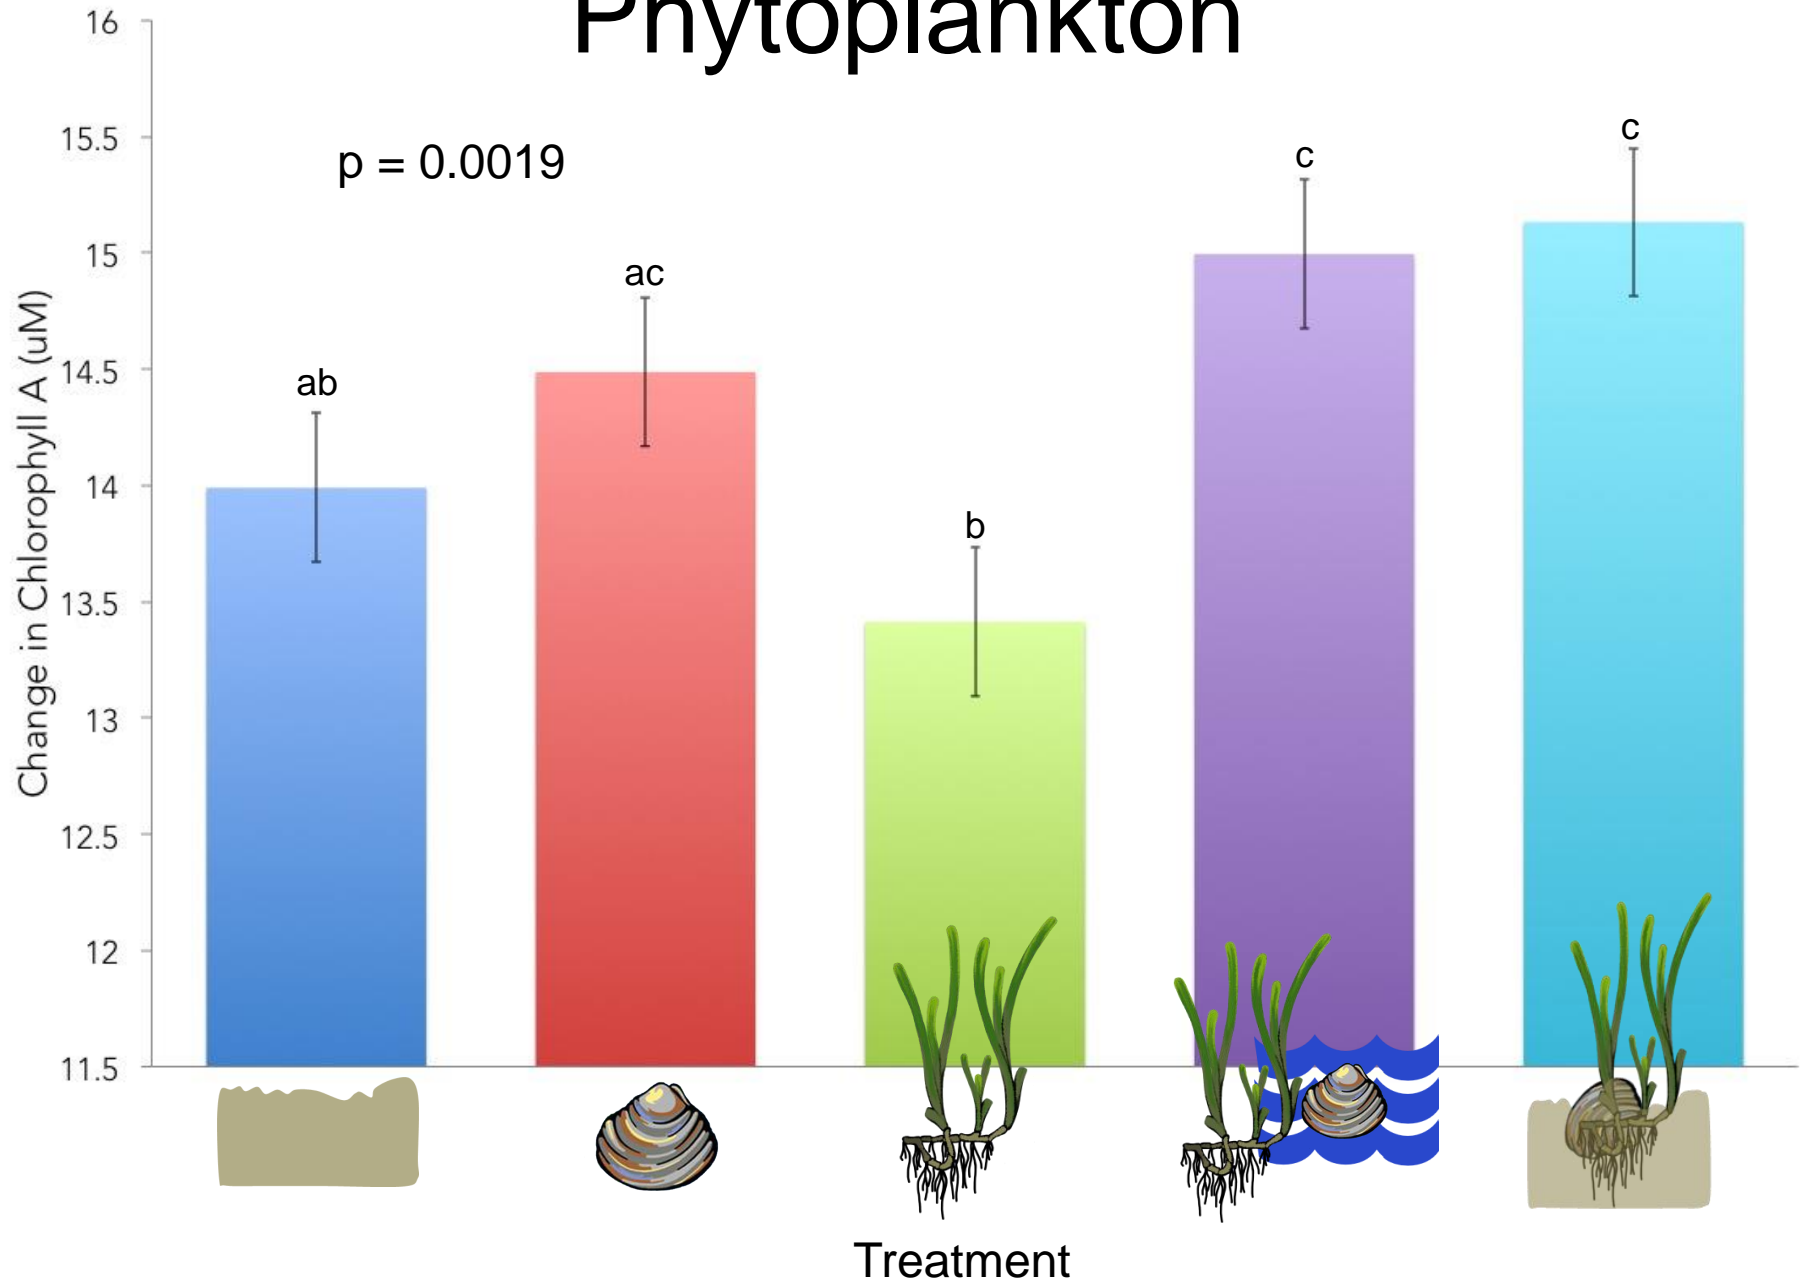 Phytoplankton
16
15.5
15
14.5
14
13.5
13
12.5
12
11.5
Change in Chlorophyll A (uM)
p = 0.0019
ab
ac
b
c
c
Treatment